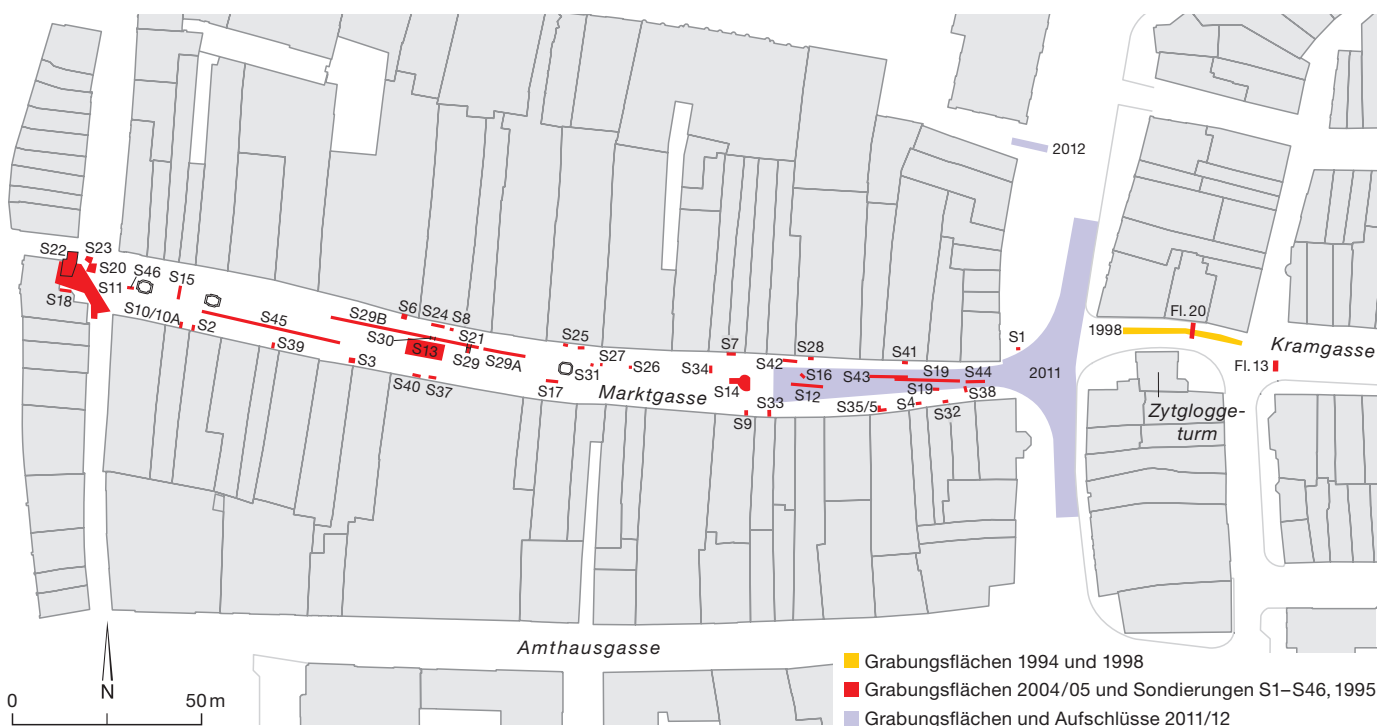 2012
S22
S23
S20
S46
S11
S15
S18
S10/10A
S2
S45
S39
S3
S29B
S6
S24
S8
S30
S13
S21
S29
S29A
S40
S37
S25
S27
S31
S26
S17
Marktgasse
S34
S7
S14
S9
S33
S42
S28
S16
S12
S43
S41
S19
S19
S44
S38
S35/5
S4
S32
S1
2011
1998
Fl. 20
Fl. 13
Kramgasse
Zytglogge-
turm
Amthausgasse
0
N
50 m
Grabungsflächen 1994 und 1998
Grabungsflächen 2004/05 und Sondierungen S1–S46, 1995
Grabungsflächen und Aufschlüsse 2011/12